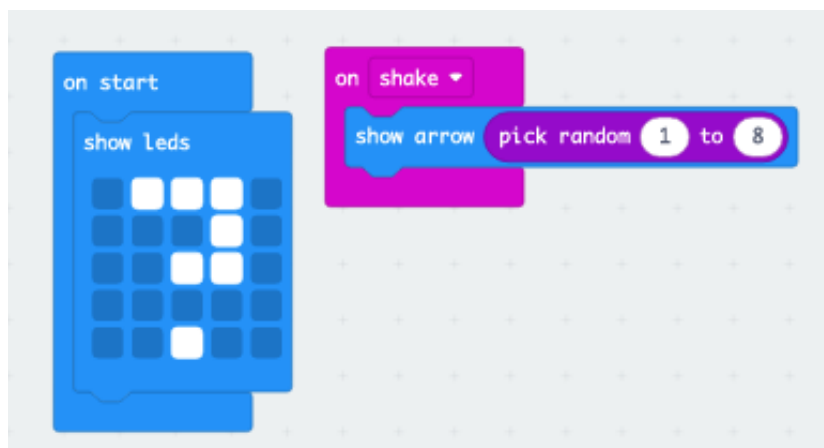 on start
show leds
on shake
show arrow pick random 1 to 8